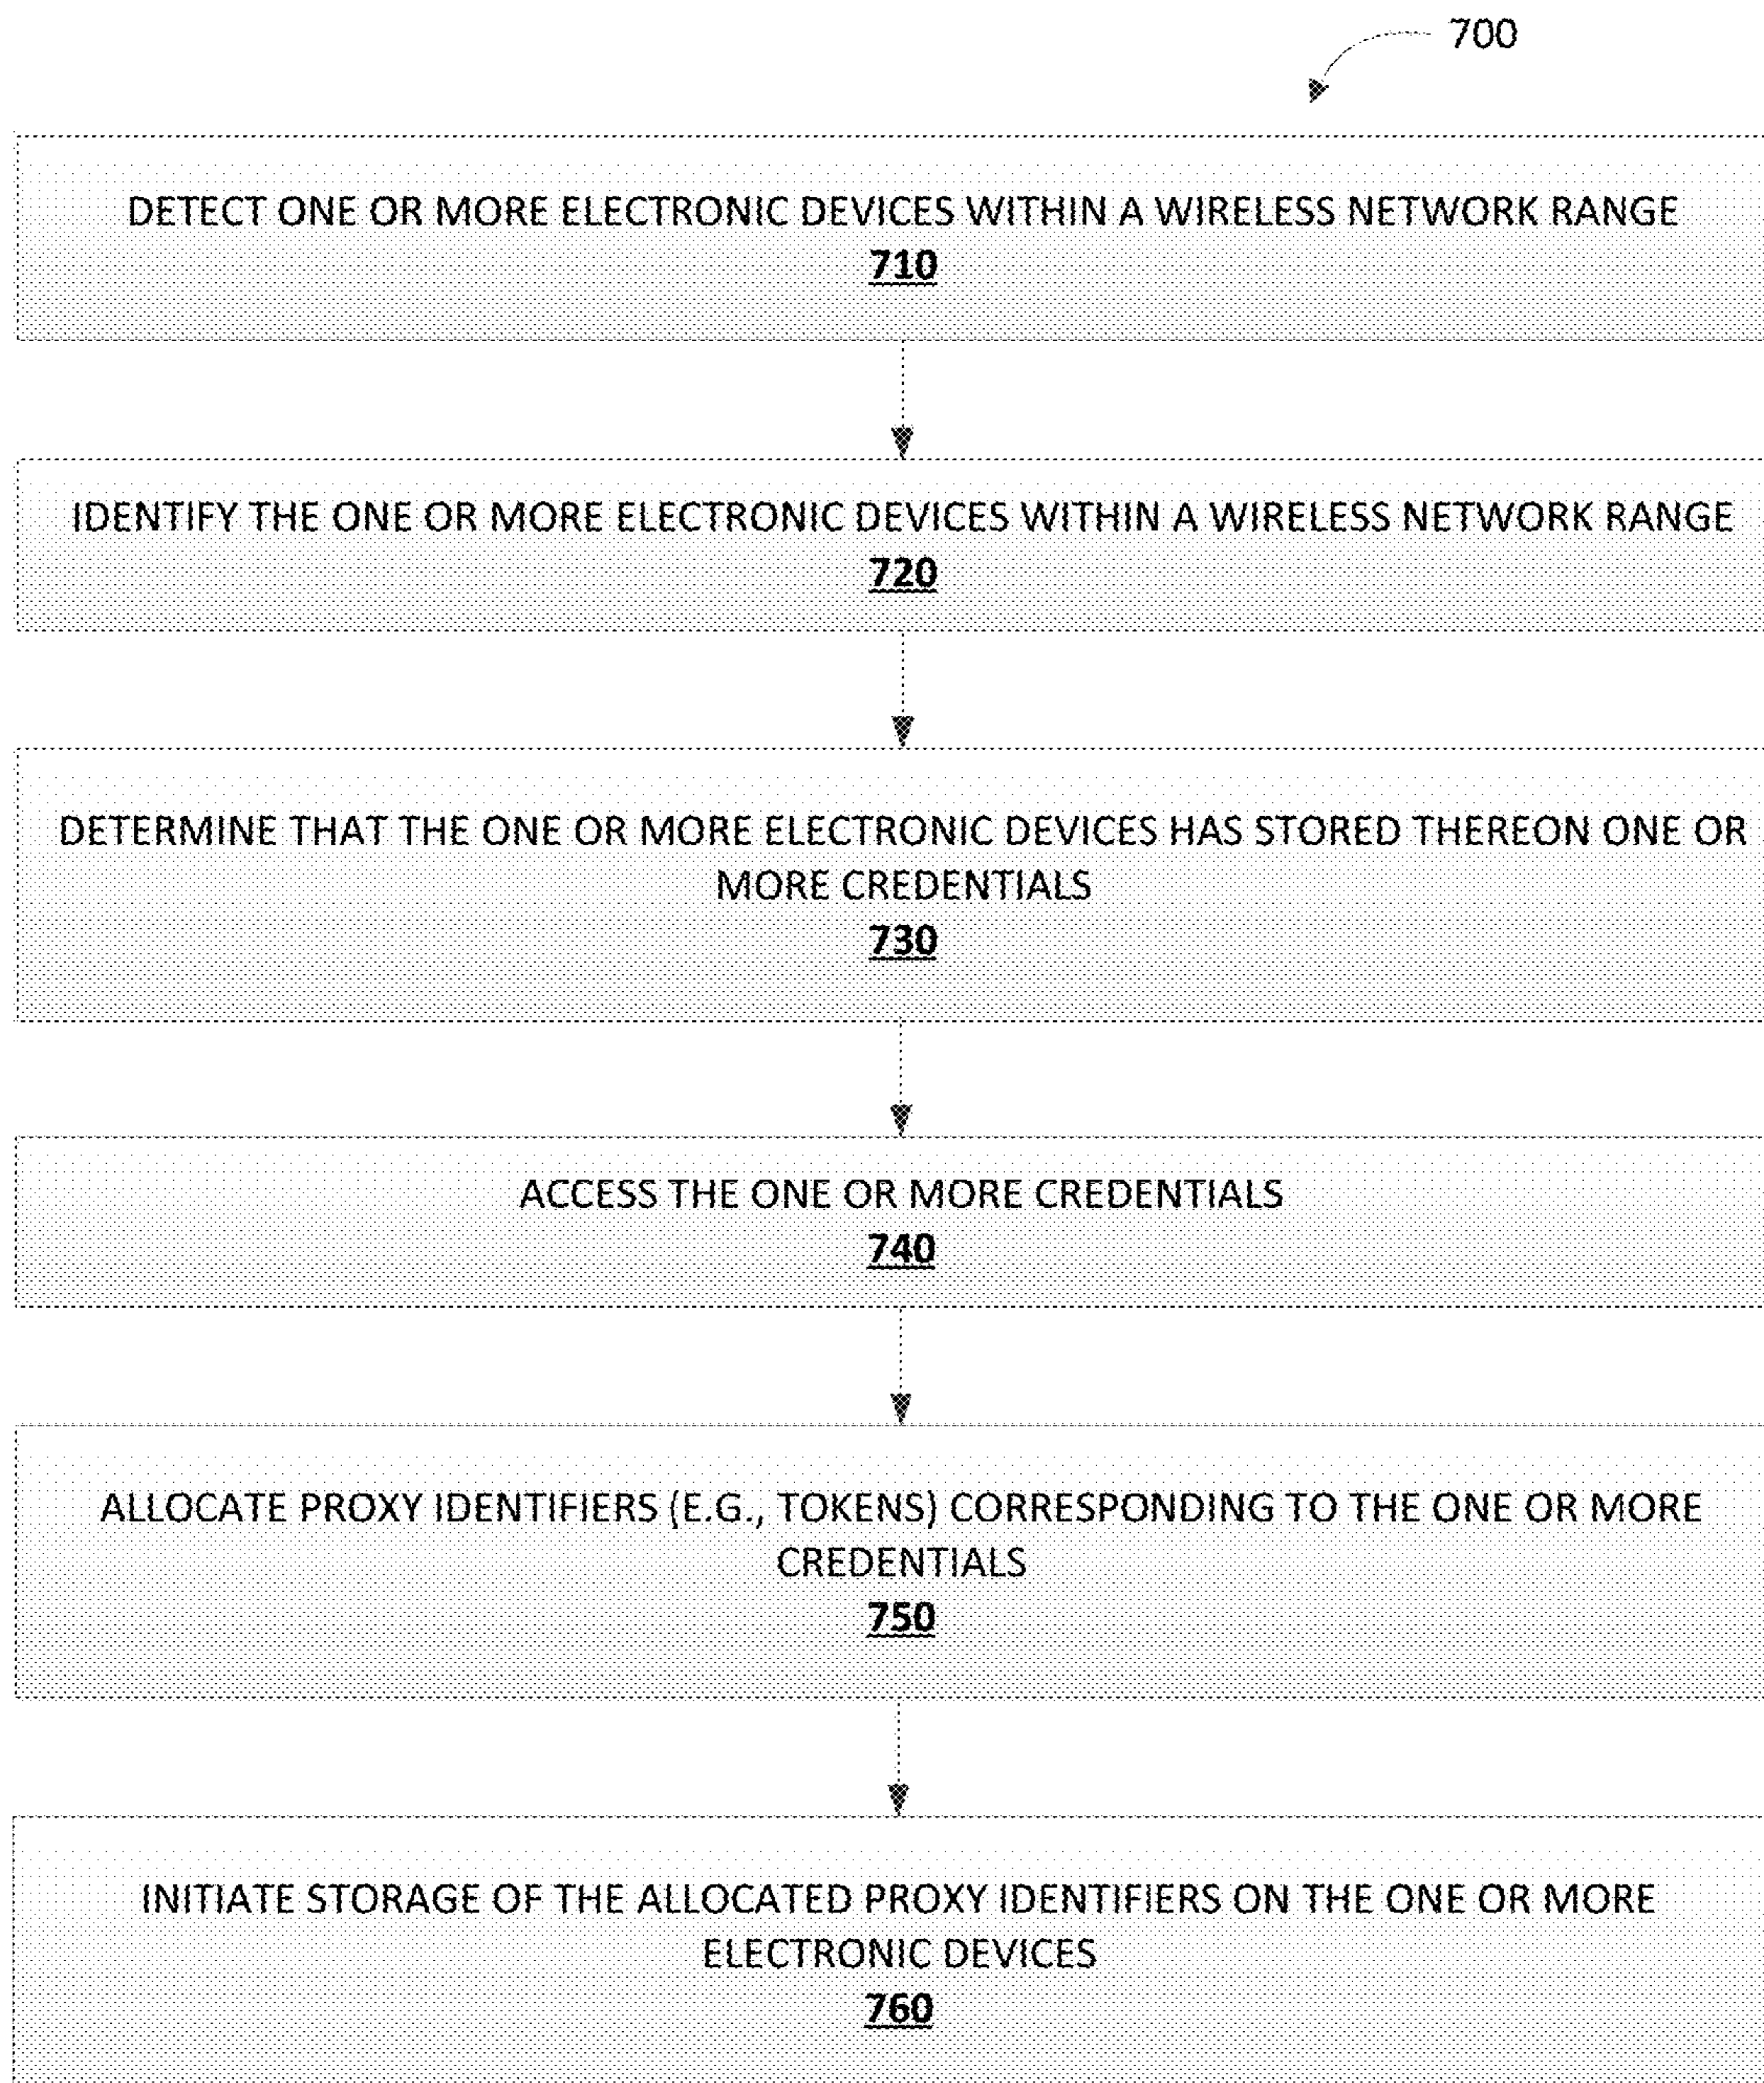 700
DETECT ONE OR MORE ELECTRONIC DEVICES WITHIN A WIRELESS NETWORK RANGE
710
IDENTIFY THE ONE OR MORE ELECTRONIC DEVICES WITHIN A WIRELESS NETWORK RANGE
720
DETERMINE THAT THE ONE OR MORE ELECTRONIC DEVICES HAS STORED THEREON ONE OR
MORE CREDENTIALS
730
ACCESS THE ONE OR MORE CREDENTIALS
740
ALLOCATE PROXY IDENTIFIERS (E.G., TOKENS) CORRESPONDING TO THE ONE OR MORE
CREDENTIALS
750
INITIATE STORAGE OF THE ALLOCATED PROXY IDENTIFIERS ON THE ONE OR MORE
ELECTRONIC DEVICES
760